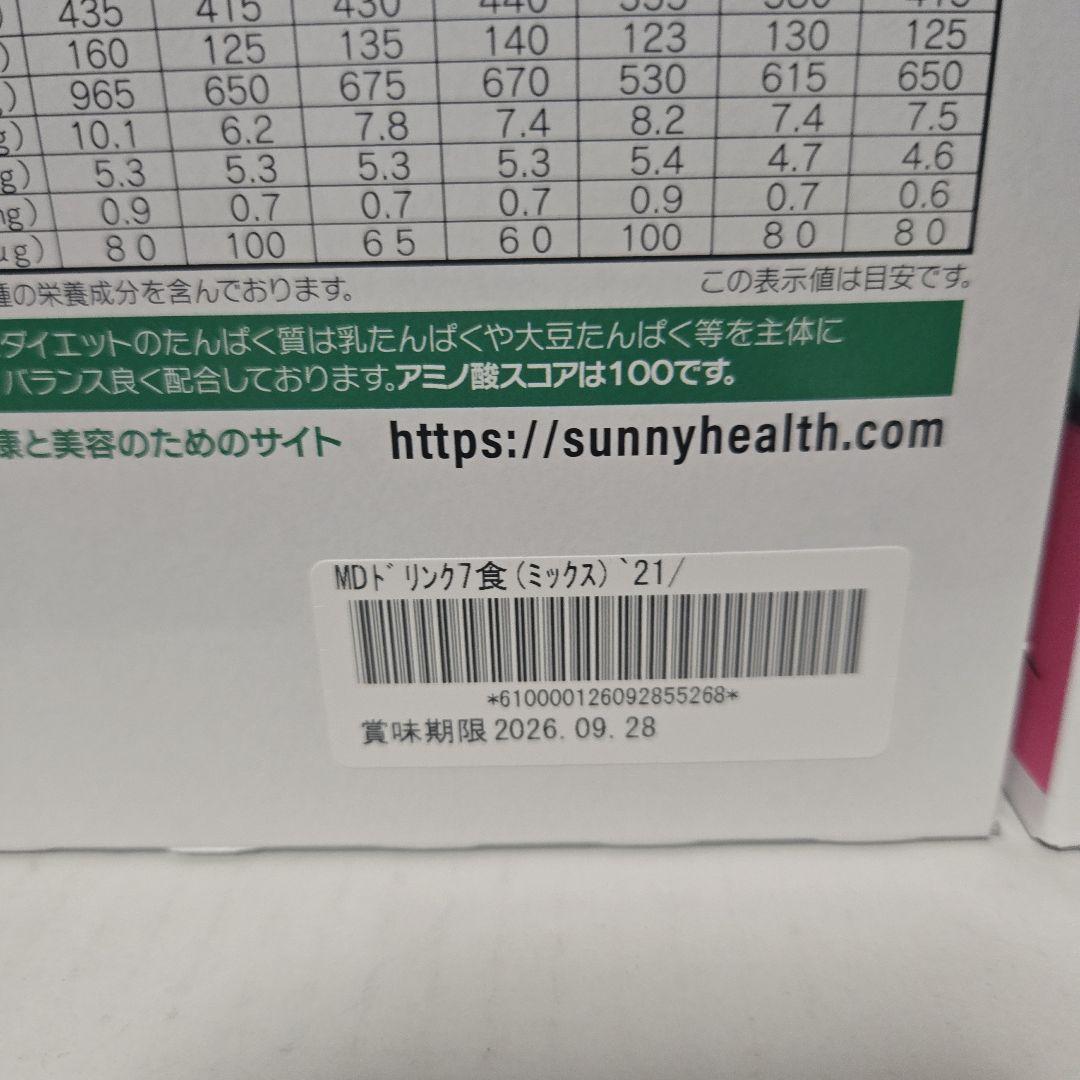 435 415 430 440
160 125 135 140 123 130 125
965 650 675 670 530 615 650
g) 10.1 6.2 7.8 7.4 8.2 7.4 7.5
g) 5.3 5.3 5.3 5.3 5.4 4.7 4.6
mg) 0.9 0.7 0.7 0.7 0.9 0.7 0.6
μg) 80 100 65 60 100 80 80
種の栄養成分を含んでおります。 この表示値は目安です。
ダイエットのたんぱく質は乳たんぱくや大豆たんぱく等を主体に
バランス良く配合しております。アミノ酸スコアは100です。
康と美容のためのサイト https://sunnyhealth.com
MDドリンク7食(ミックス)`21/
*610000126092855268*
賞味期限2026.09.28